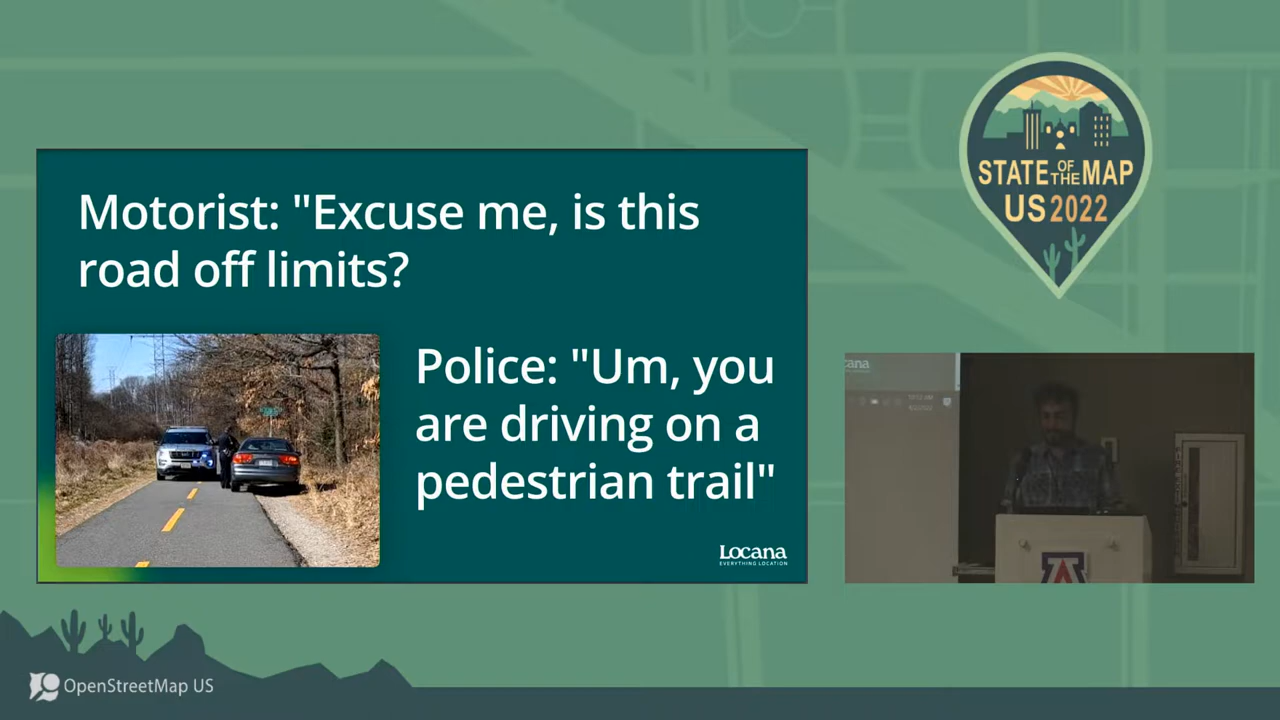 Motorist: "Excuse me, is this
road off limits?
Police: "Um, you
are driving on a
pedestrian trail"
Locana
EVERYTHING LOCATION
STATE OF THE MAP
US 2022
cana
A
OpenStreetMap US